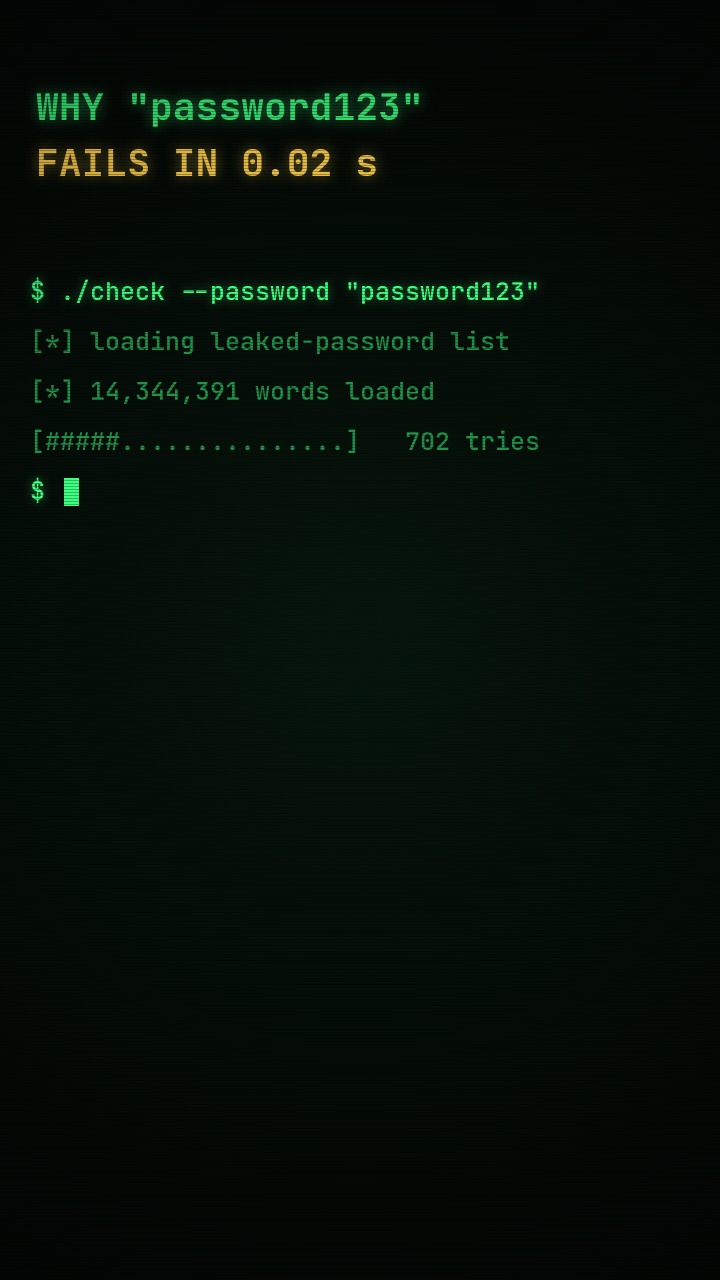 WHY "password123"
FAILS IN 0.02 s
$ ./check --password "password123"
[*] loading leaked-password list
[*] 14,344,391 words loaded
[#####...............]   702 tries
$